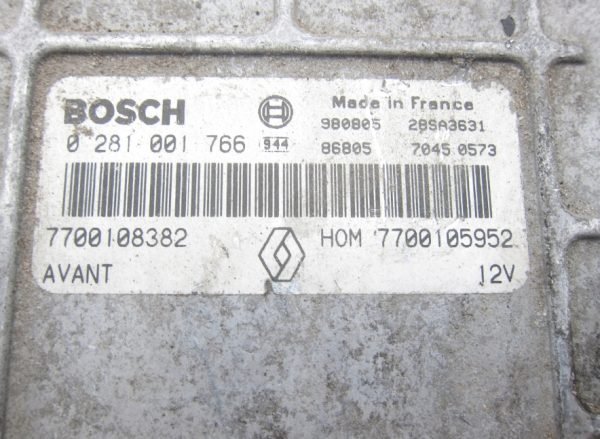 BOSCH
Made in France
980805 28SA3631
0 281 001 766 944
86805 7045 0573
7700108382 HOM 7700105952
AVANT 12V